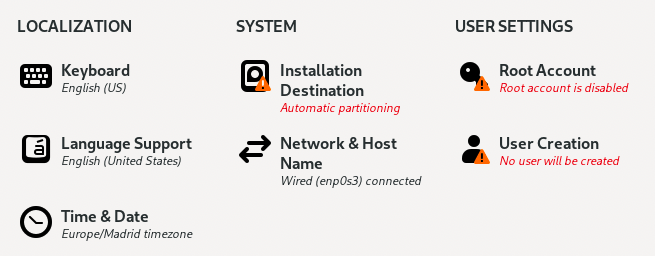 LOCALIZATION
Keyboard
English (US)
Language Support
English (United States)
Time & Date
Europe/Madrid timezone
SYSTEM
Installation
Destination
Automatic partitioning
Network & Host
Name
Wired (enp0s3) connected
USER SETTINGS
Root Account
Root account is disabled
User Creation
No user will be created